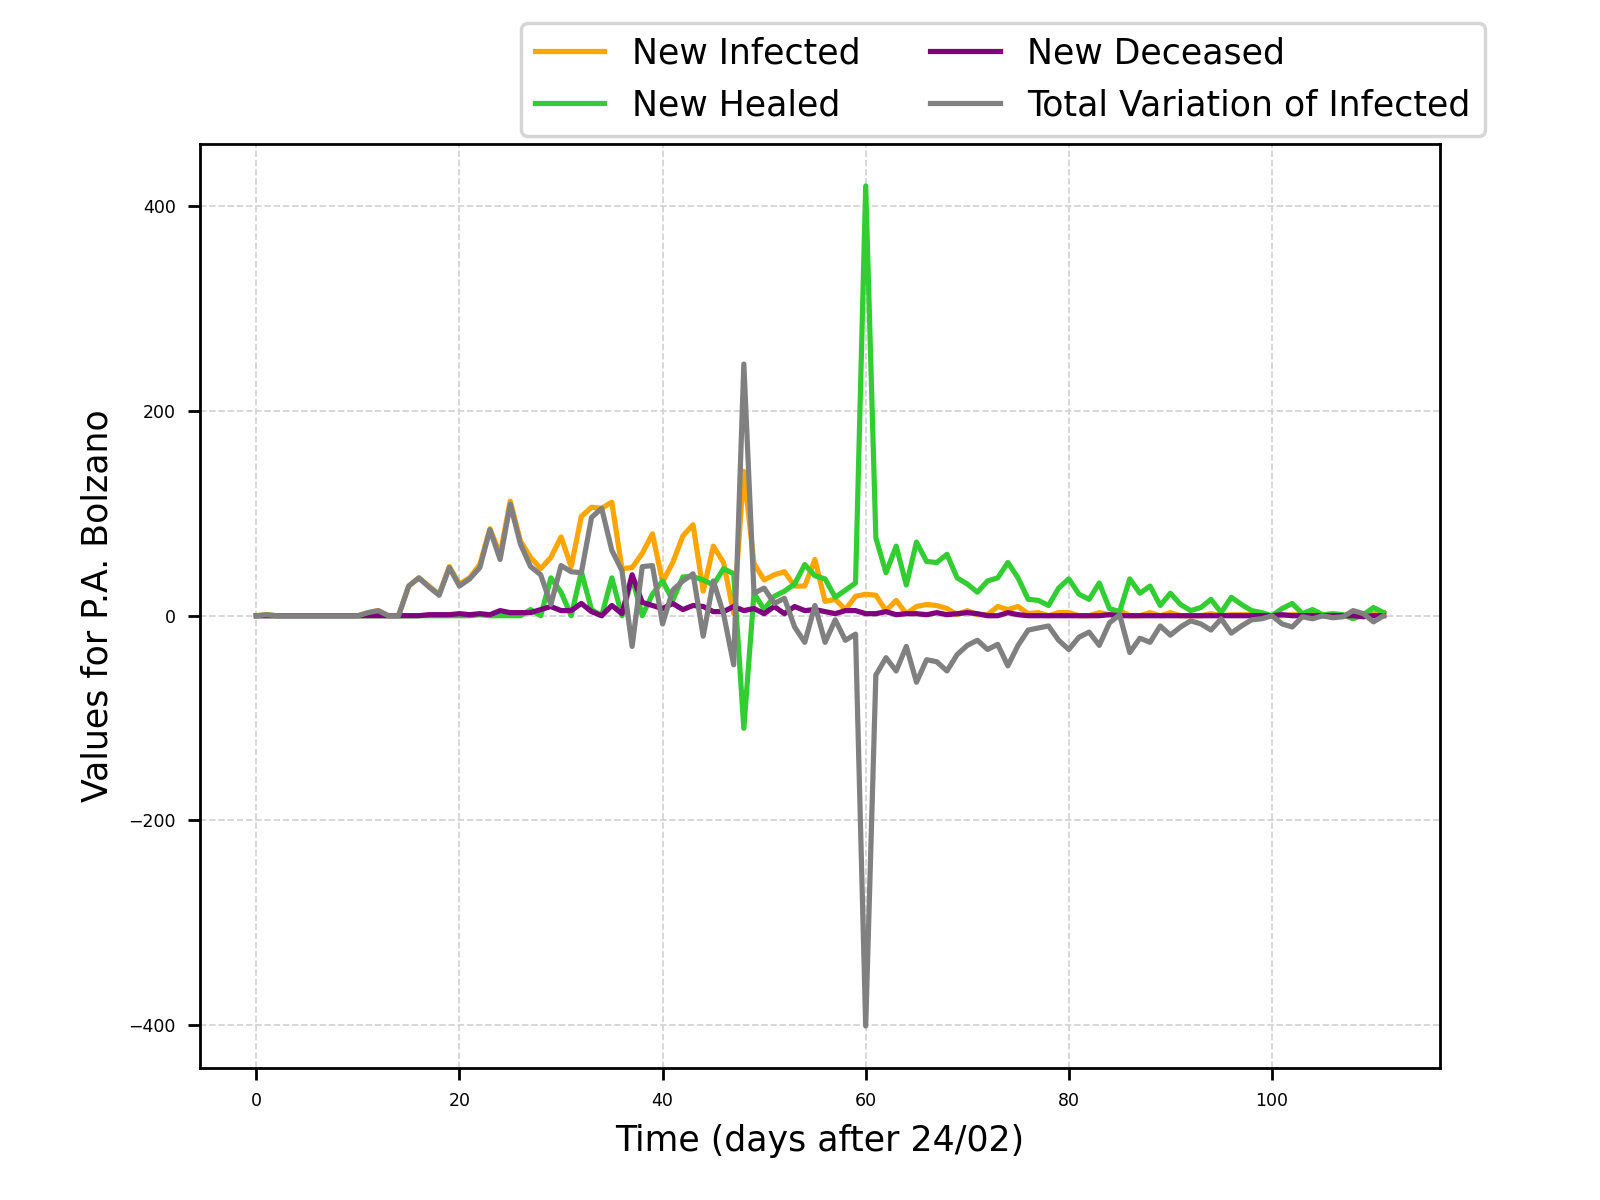 New Infected
New Healed
New Deceased
Total Variation of Infected
Values for P.A. Bolzano
400
200
0
−200
−400
0 20 40 60 80 100
Time (days after 24/02)